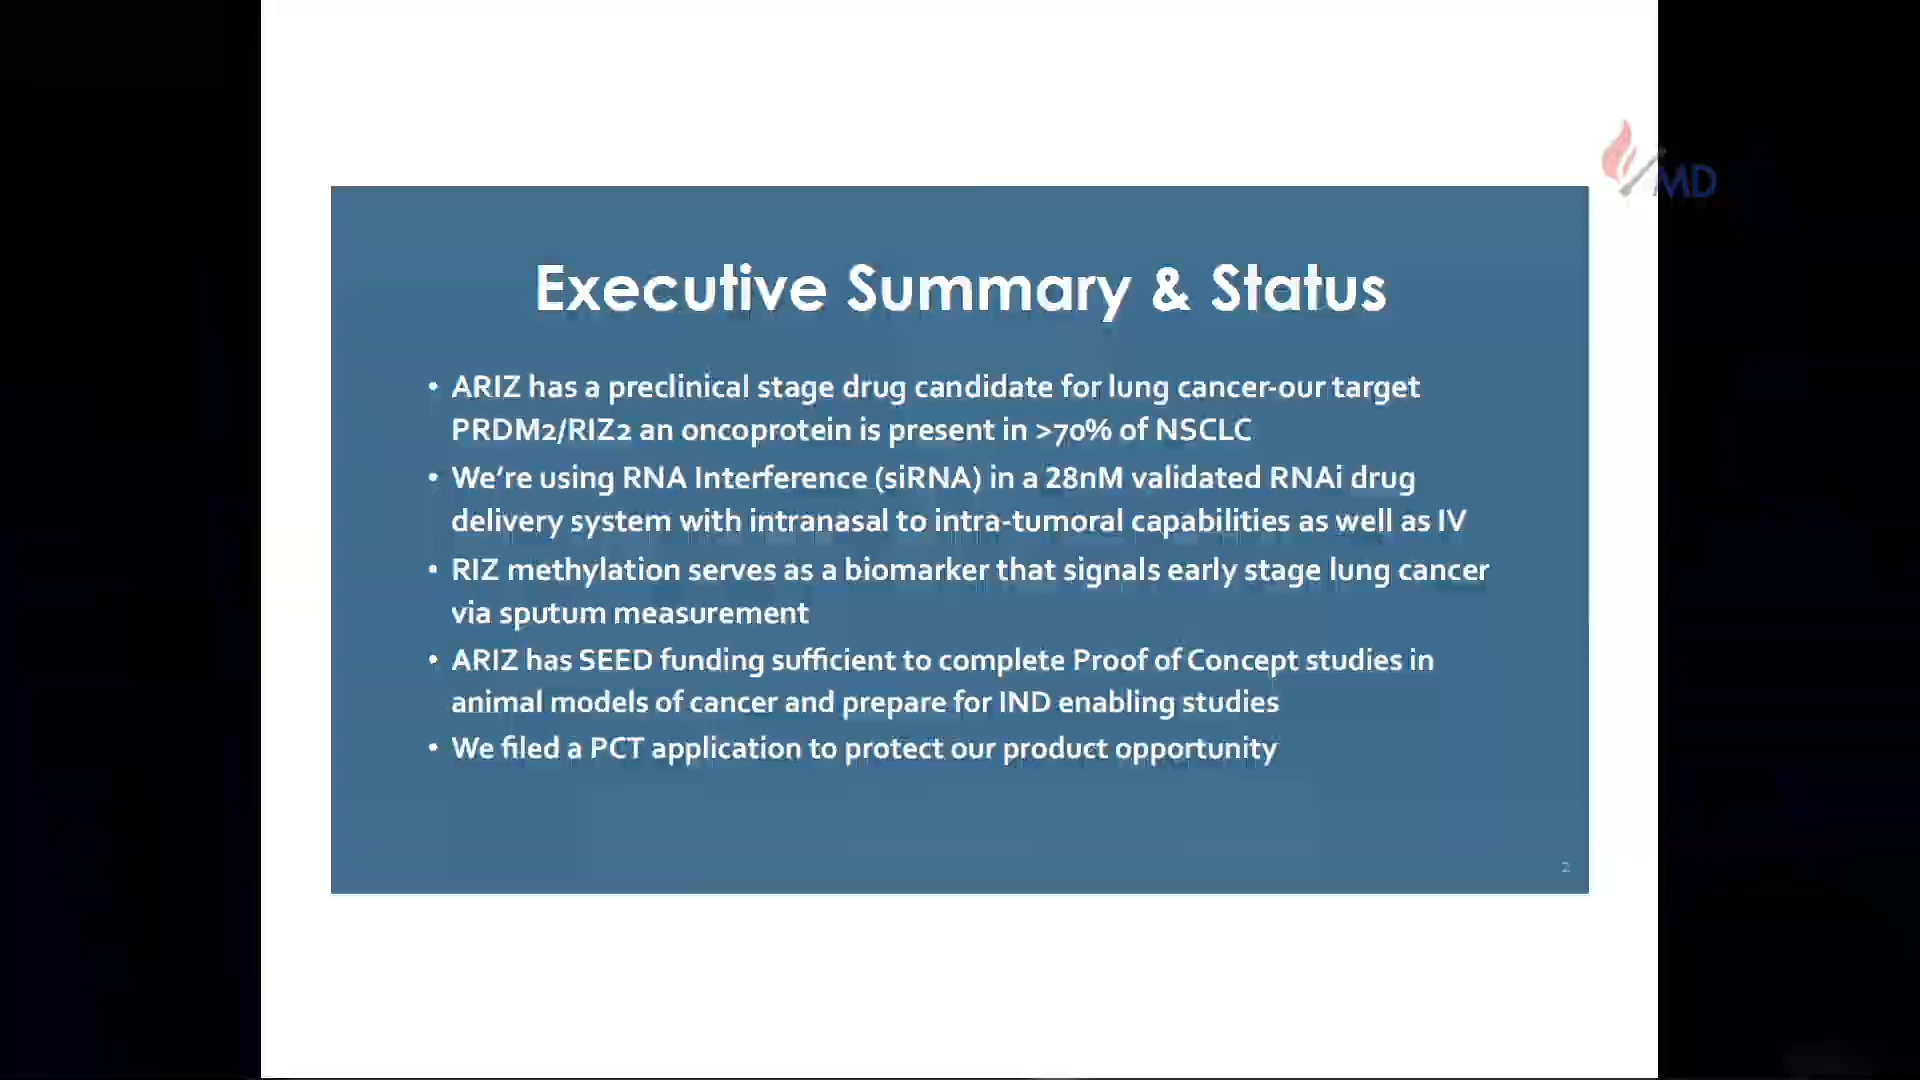 MD
Executive Summary & Status
• ARIZ has a preclinical stage drug candidate for lung cancer-our target
PRDM2/RIZ2 an oncoprotein is present in >70% of NSCLC
• We’re using RNA Interference (siRNA) in a 28nM validated RNAi drug
delivery system with intranasal to intra-tumoral capabilities as well as IV
• RIZ methylation serves as a biomarker that signals early stage lung cancer
via sputum measurement
• ARIZ has SEED funding sufficient to complete Proof of Concept studies in
animal models of cancer and prepare for IND enabling studies
• We filed a PCT application to protect our product opportunity
2